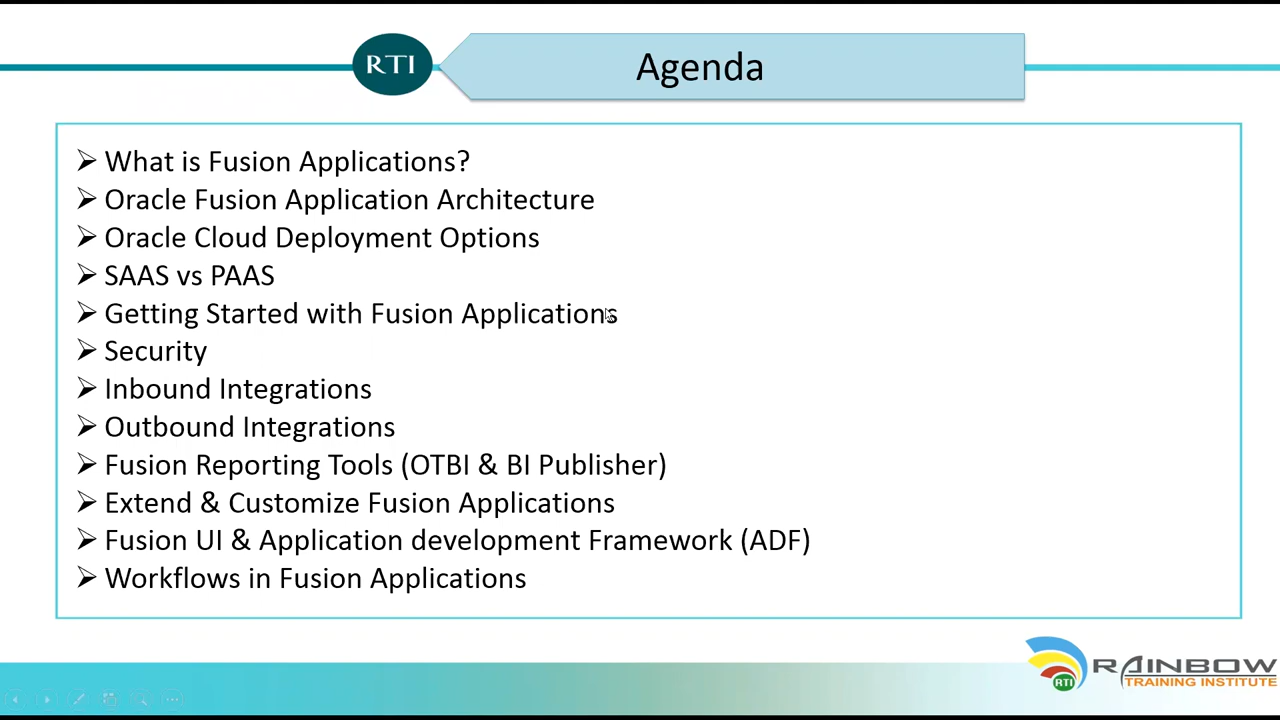 RTI
Agenda
What is Fusion Applications?
Oracle Fusion Application Architecture
Oracle Cloud Deployment Options
SAAS vs PAAS
Getting Started with Fusion Applications
Security
Inbound Integrations
Outbound Integrations
Fusion Reporting Tools (OTBI & BI Publisher)
Extend & Customize Fusion Applications
Fusion UI & Application development Framework (ADF)
Workflows in Fusion Applications
RTI
RAINBOW
TRAINING INSTITUTE